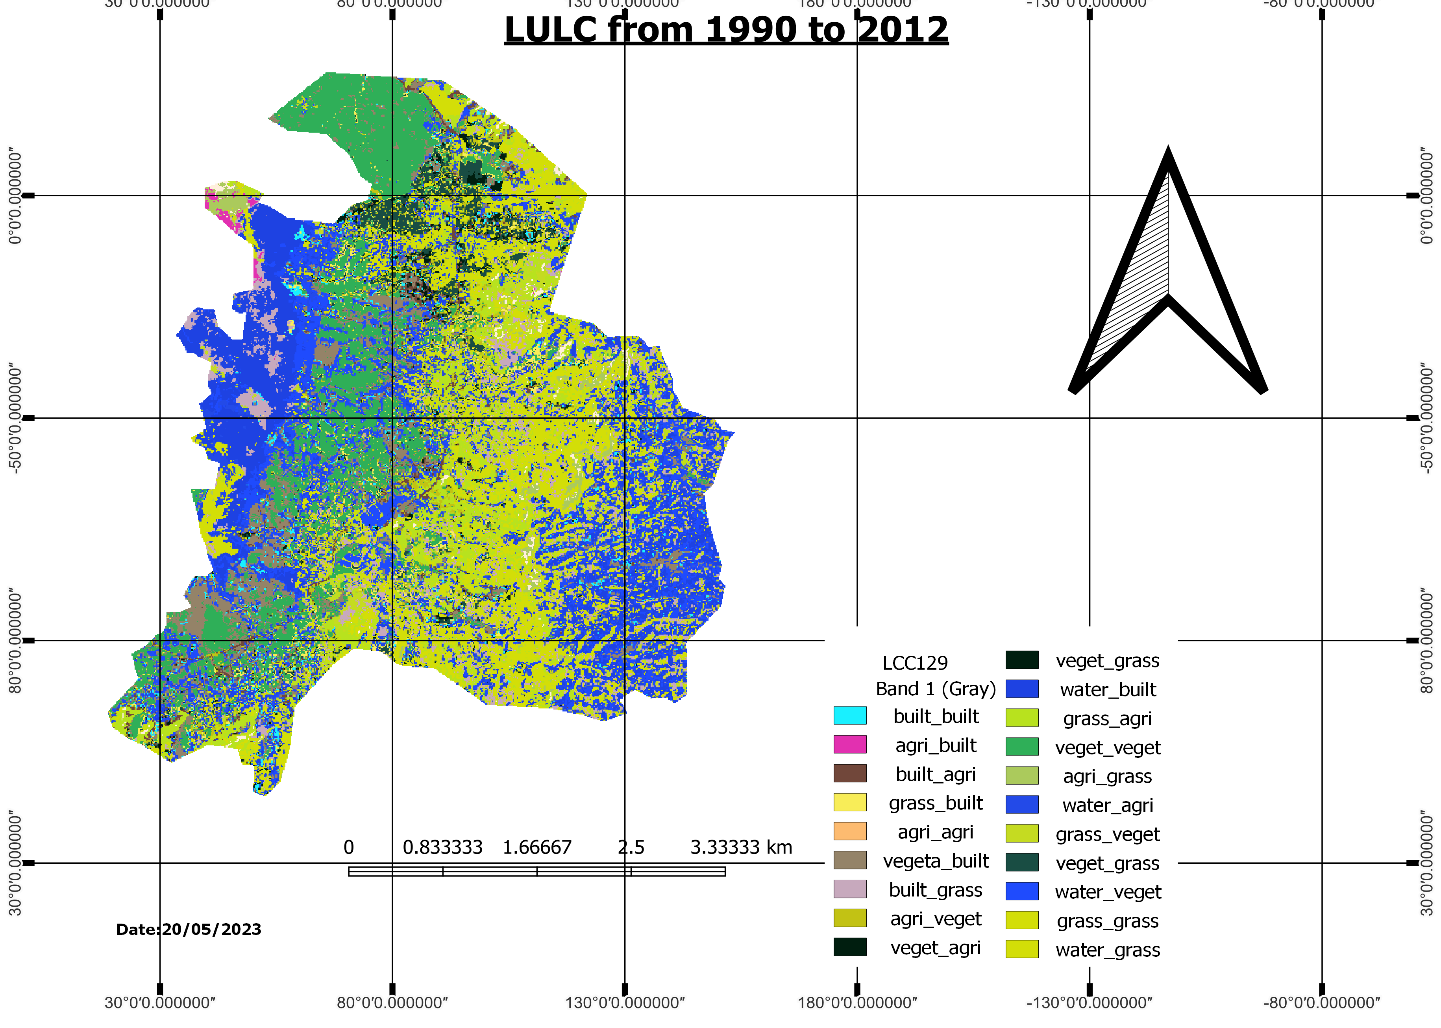 30°0′0.000000″ 80°0′0.000000″ 130°0′0.000000″ 180°0′0.000000″ -130°0′0.000000″ -80°0′0.000000″
LULC from 1990 to 2012
0°0′0.000000″ 0°0′0.000000″
-50°0′0.000000″ -50°0′0.000000″
80°0′0.000000″ 80°0′0.000000″
30°0′0.000000″ 30°0′0.000000″
LCC129
Band 1 (Gray)
built_built
agri_built
built_agri
grass_built
agri_agri
vegeta_built
built_grass
agri_veget
veget_agri
veget_grass
water_built
grass_agri
veget_veget
agri_grass
water_agri
grass_veget
veget_grass
water_veget
grass_grass
water_grass
0 0.833333 1.66667 2.5 3.33333 km
Date:20/05/2023
30°0′0.000000″ 80°0′0.000000″ 130°0′0.000000″ 180°0′0.000000″ -130°0′0.000000″ -80°0′0.000000″